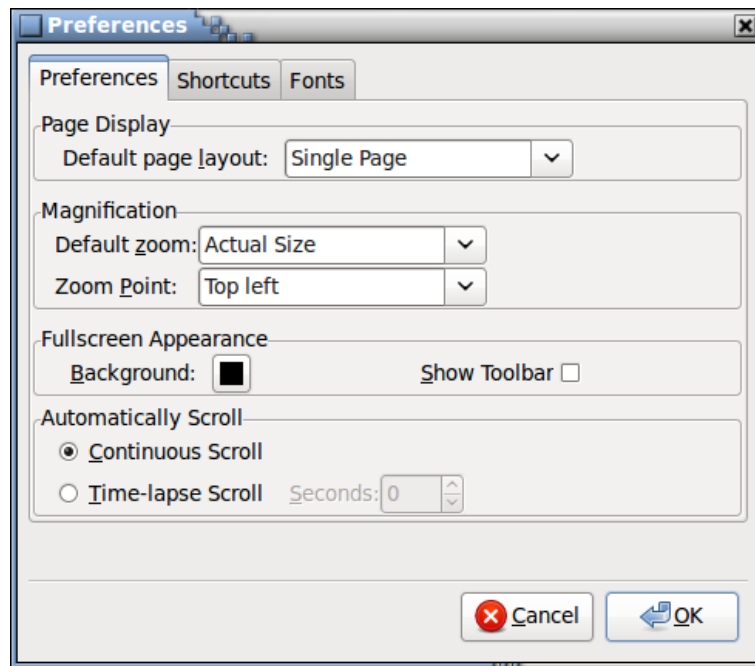 Preferences
Preferences Shortcuts Fonts
Page Display
Default page layout: Single Page
Magnification
Default zoom: Actual Size
Zoom Point: Top left
Fullscreen Appearance
Background: Show Toolbar
Automatically Scroll
Continuous Scroll
Time-lapse Scroll Seconds: 0
Cancel OK